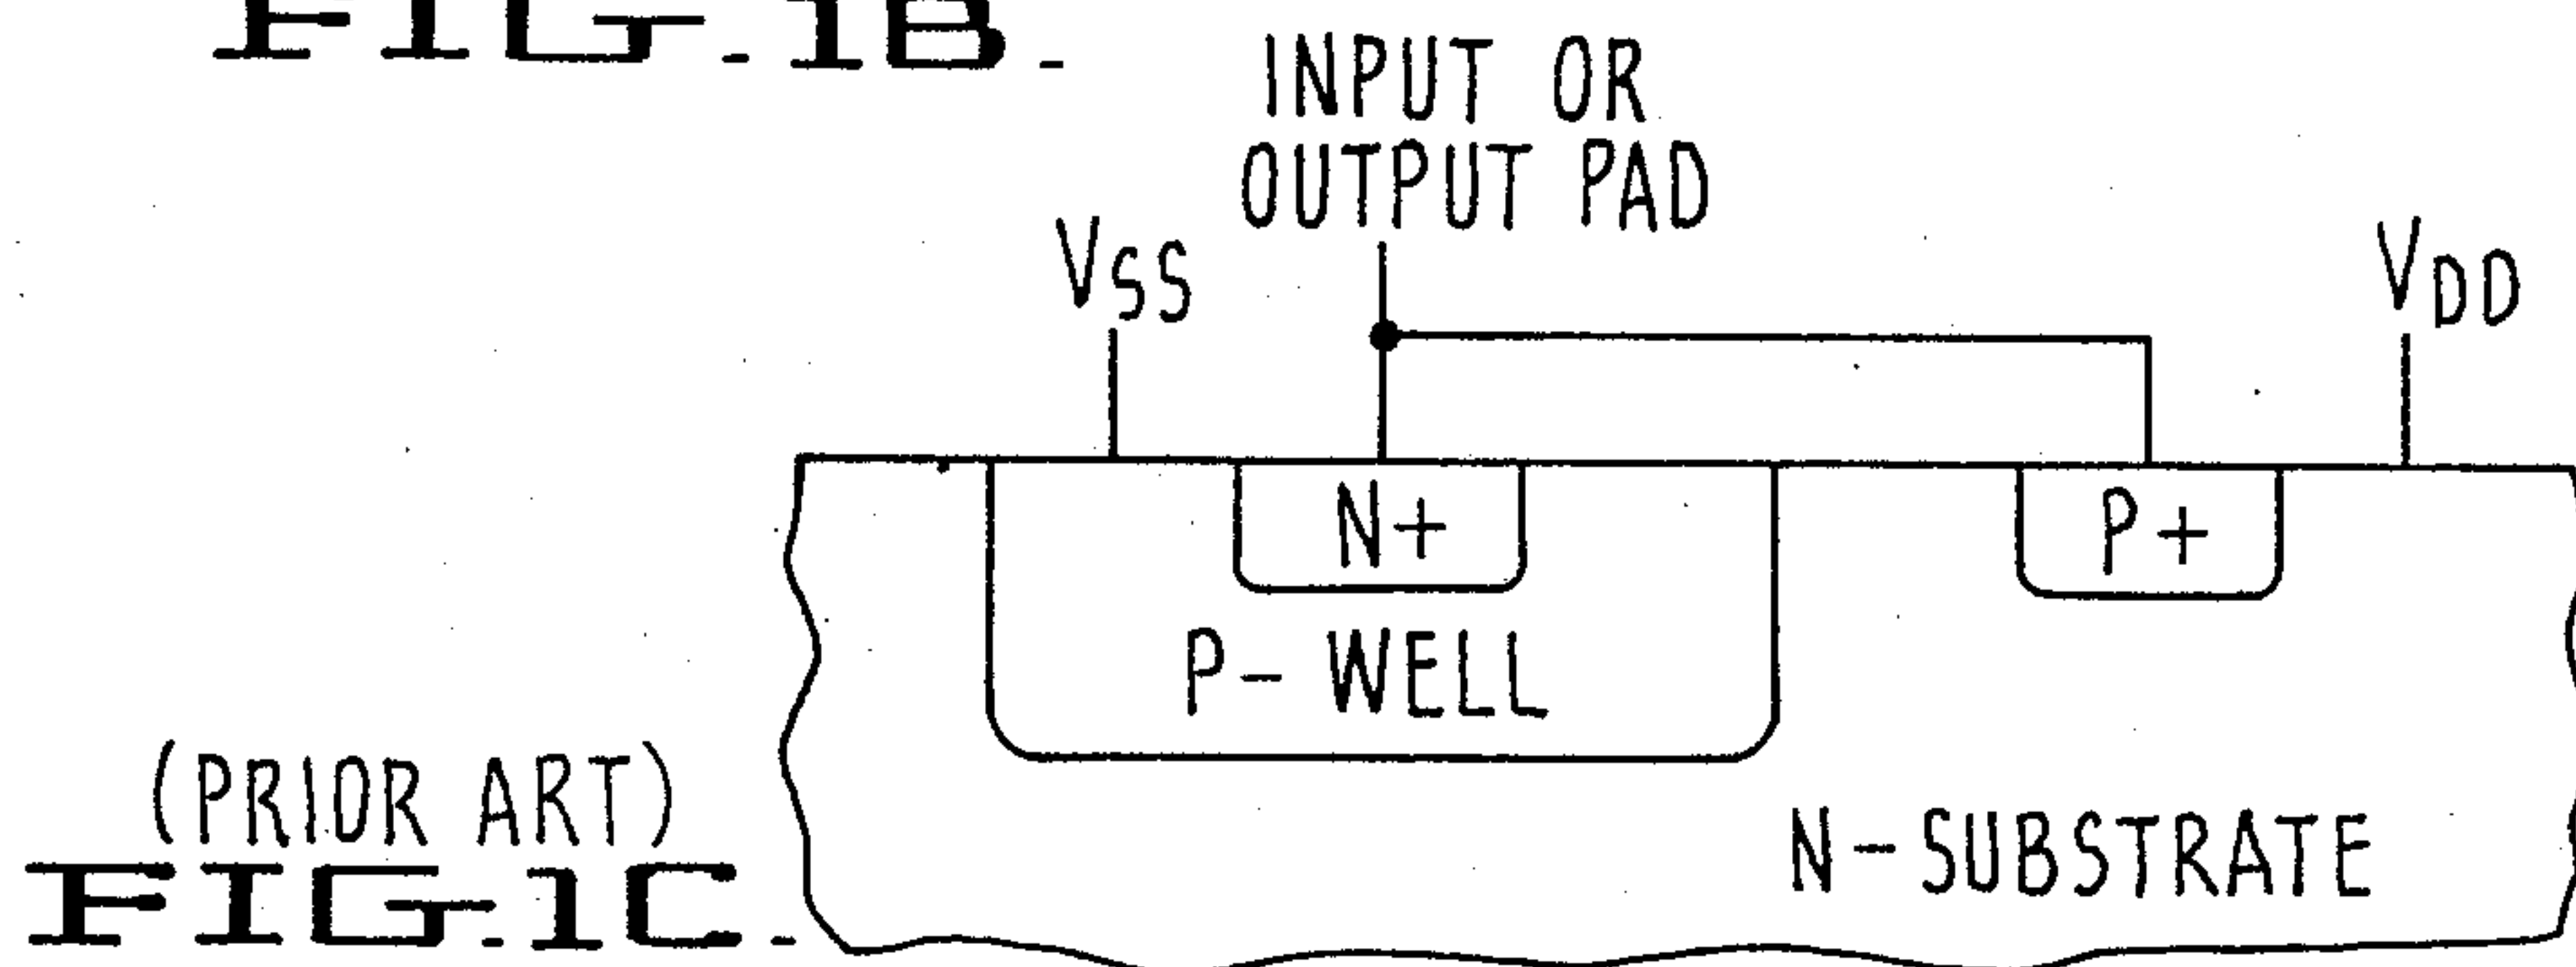 FIG.1B.
INPUT OR
OUTPUT PAD
VSS
VDD
N+
P+
P- WELL
(PRIOR ART)
N-SUBSTRATE
FIG.1C.